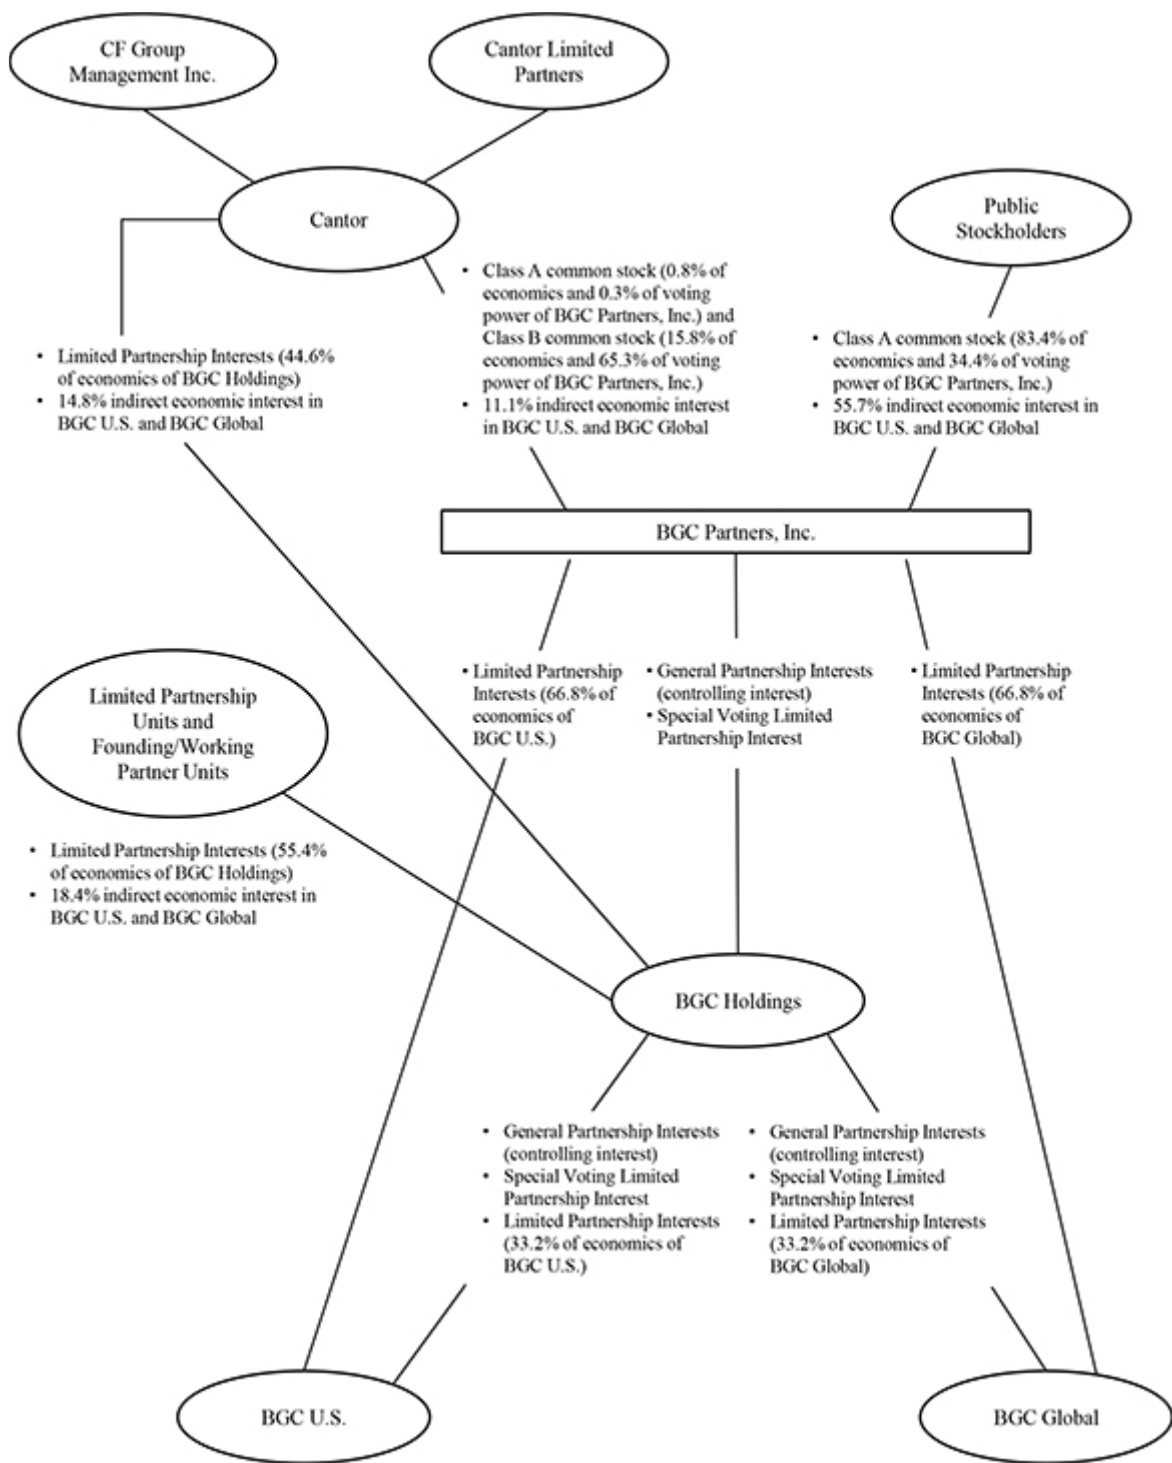 CF Group
Management Inc.
Cantor Limited
Partners
Cantor
Public
Stockholders
• Class A common stock (0.8% of
economics and 0.3% of voting
power of BGC Partners, Inc.) and
Class B common stock (15.8% of
economics and 65.3% of voting
power of BGC Partners, Inc.)
• 11.1% indirect economic interest
in BGC U.S. and BGC Global
• Class A common stock (83.4% of
economics and 34.4% of voting
power of BGC Partners, Inc.)
• 55.7% indirect economic interest in
BGC U.S. and BGC Global
• Limited Partnership Interests (44.6%
of economics of BGC Holdings)
• 14.8% indirect economic interest in
BGC U.S. and BGC Global
BGC Partners, Inc.
• Limited Partnership
Interests (66.8% of
economics of
BGC U.S.)
• General Partnership Interests
(controlling interest)
• Special Voting Limited
Partnership Interest
• Limited Partnership
Interests (66.8% of
economics of
BGC Global)
Limited Partnership
Units and
Founding/Working
Partner Units
• Limited Partnership Interests (55.4%
of economics of BGC Holdings)
• 18.4% indirect economic interest in
BGC U.S. and BGC Global
BGC Holdings
• General Partnership Interests
(controlling interest)
• Special Voting Limited
Partnership Interest
• Limited Partnership Interests
(33.2% of economics of
BGC U.S.)
• General Partnership Interests
(controlling interest)
• Special Voting Limited
Partnership Interest
• Limited Partnership Interests
(33.2% of economics of
BGC Global)
BGC U.S.
BGC Global